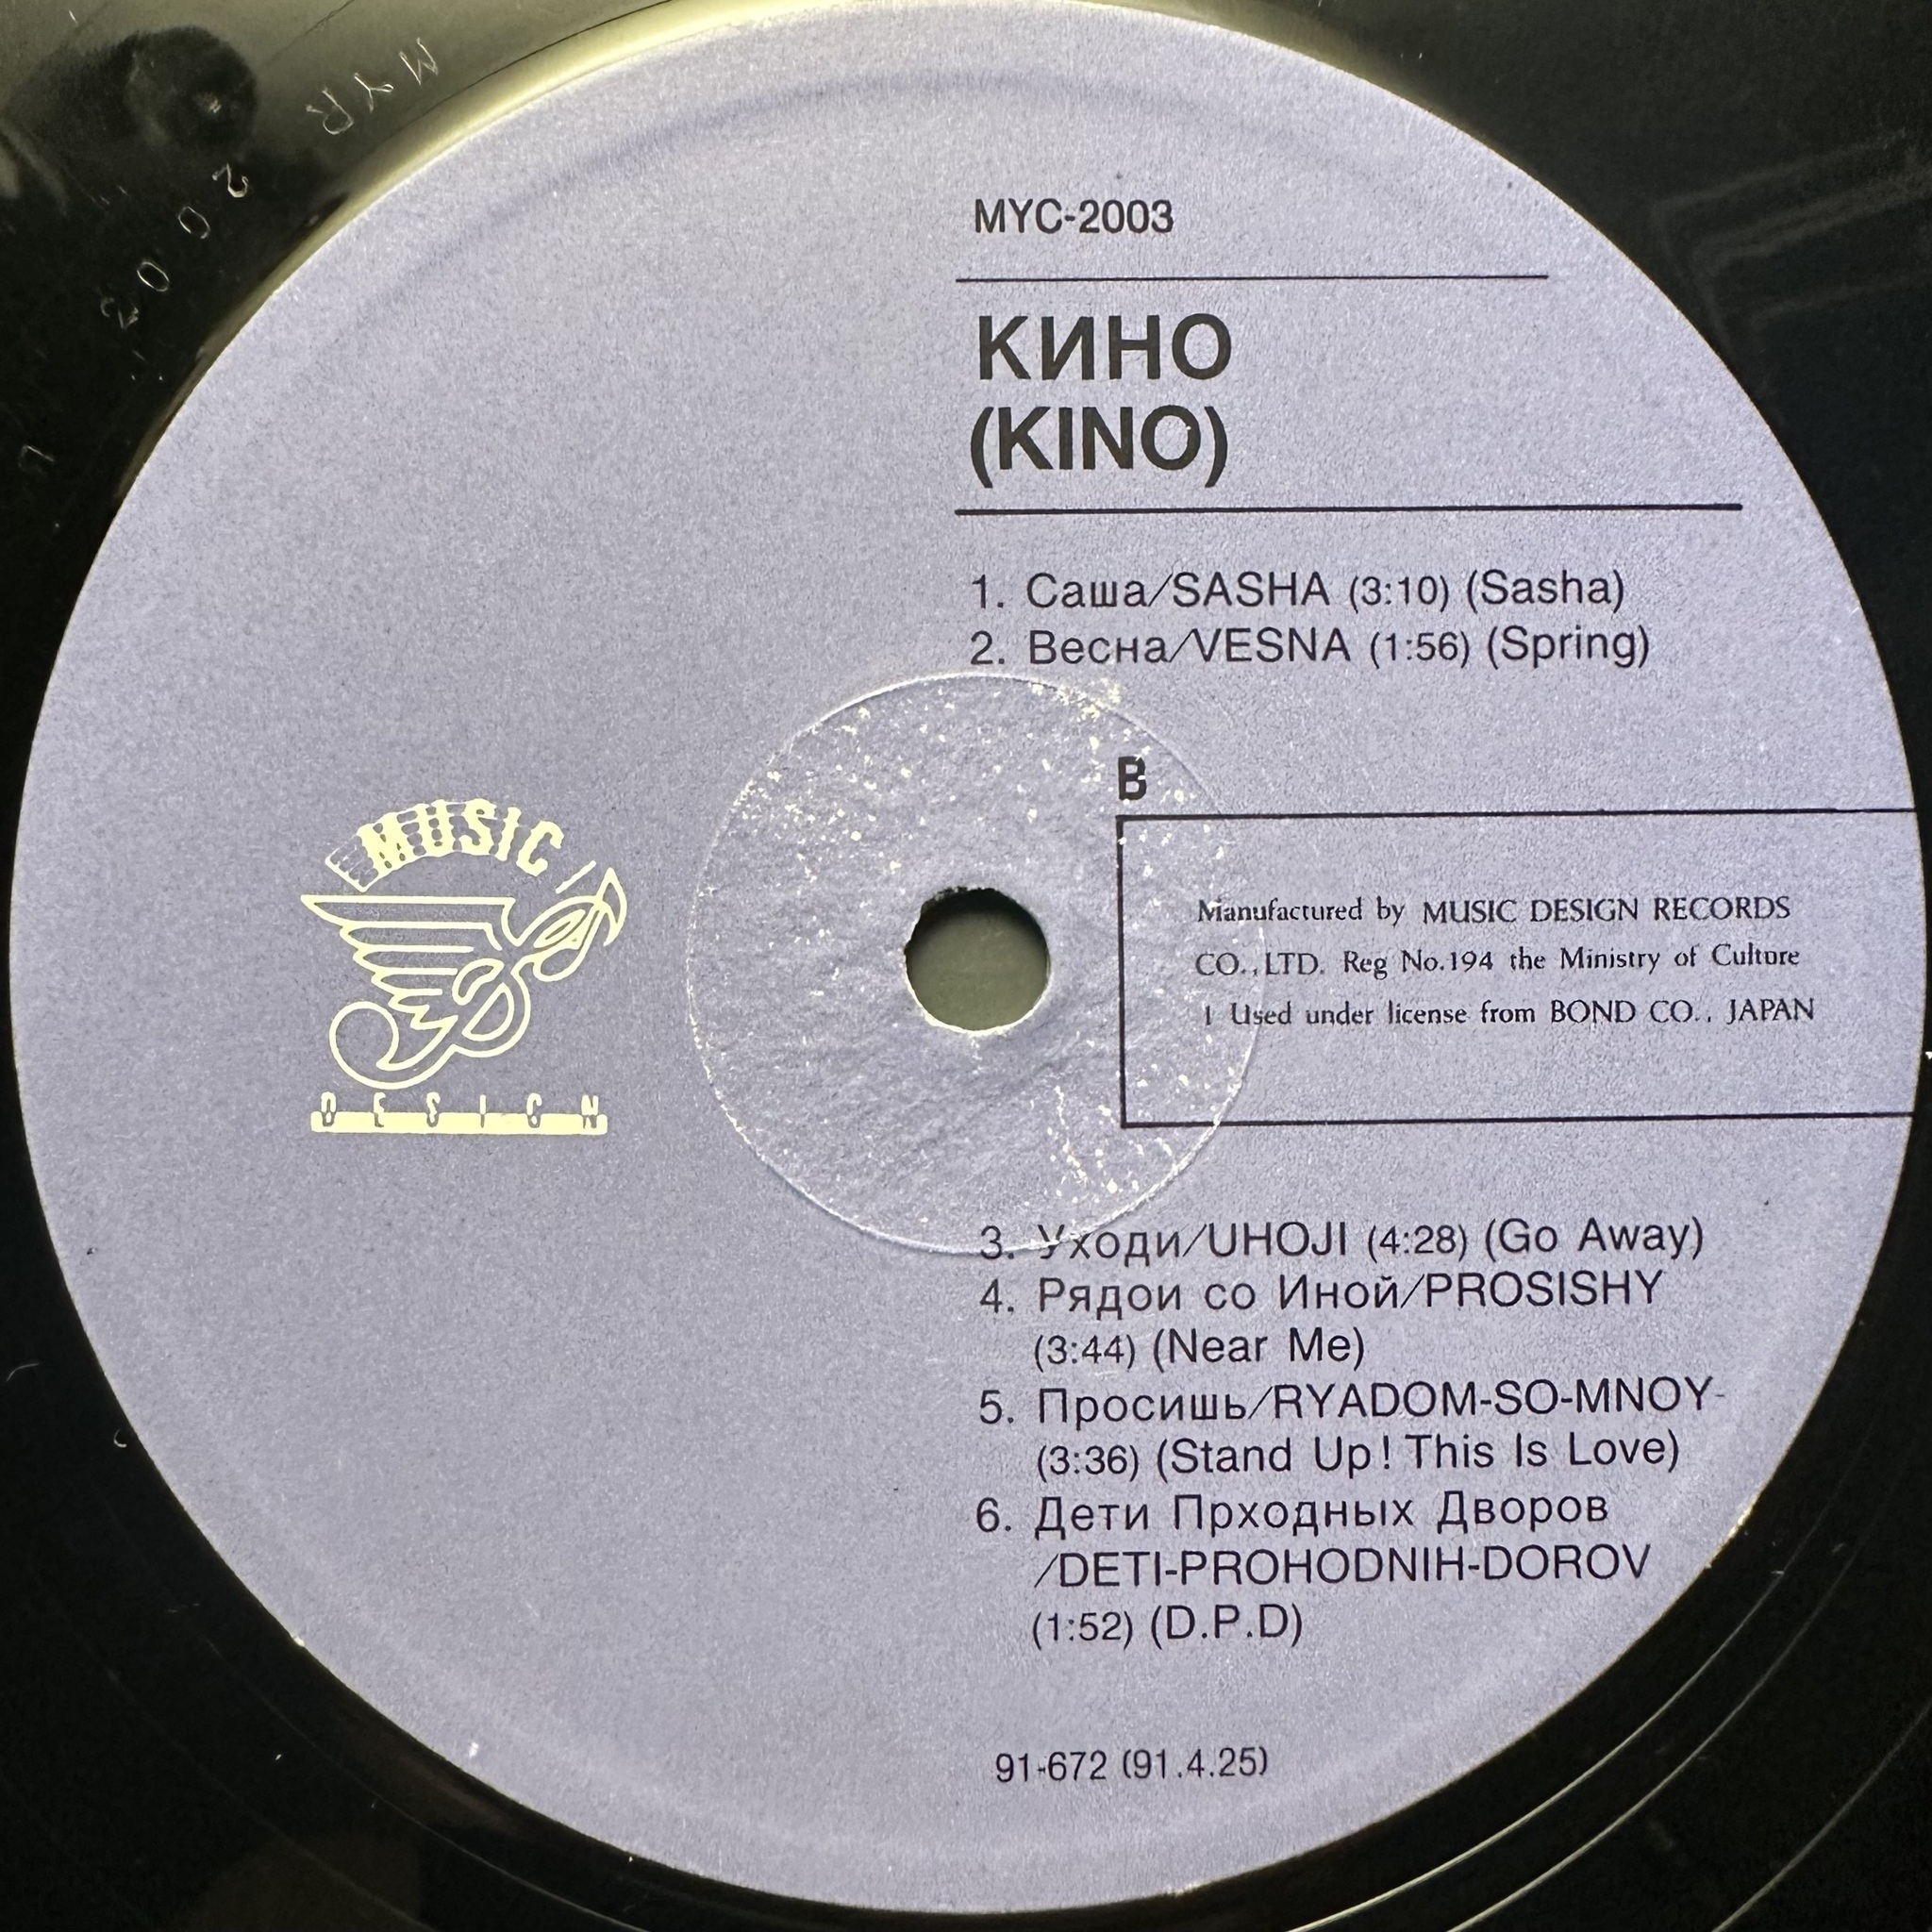 MYR
2003
MYC-2003
КИНО
(KINO)
1. Саша/SASHA (3:10) (Sasha)
2. Весна/VESNA (1:56) (Spring)
B
MUSIC
DESIGN
Manufactured by MUSIC DESIGN RECORDS
CO.,LTD. Reg No.194 the Ministry of Culture
1 Used under license from BOND CO., JAPAN
3. Уходи/UHOJI (4:28) (Go Away)
4. Рядои со Иной/PROSISHY
(3:44) (Near Me)
5. Просишь/RYADOM-SO-MNOY-
(3:36) (Stand Up! This Is Love)
6. Дети Прходных Дворов
/DETI-PROHODNIH-DOROV
(1:52) (D.P.D)
91-672 (91.4.25)